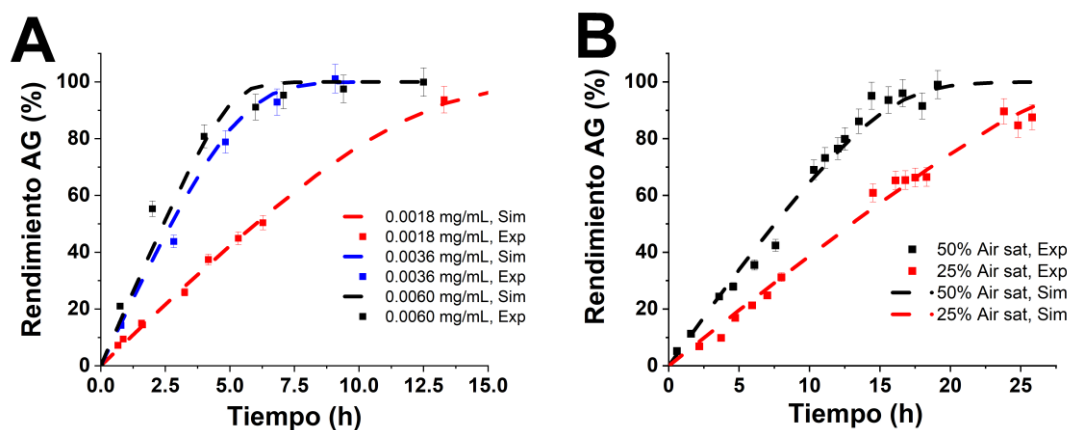 A
Rendimiento AG (%)
100
80
60
40
20
0
0.0
2.5
5.0
7.5
10.0
12.5
15.0
Tiempo (h)
0.0018 mg/mL, Sim
0.0018 mg/mL, Exp
0.0036 mg/mL, Sim
0.0036 mg/mL, Exp
0.0060 mg/mL, Sim
0.0060 mg/mL, Exp
B
Rendimiento AG (%)
100
80
60
40
20
0
0
5
10
15
20
25
Tiempo (h)
50% Air sat, Exp
25% Air sat, Exp
50% Air sat, Sim
25% Air sat, Sim